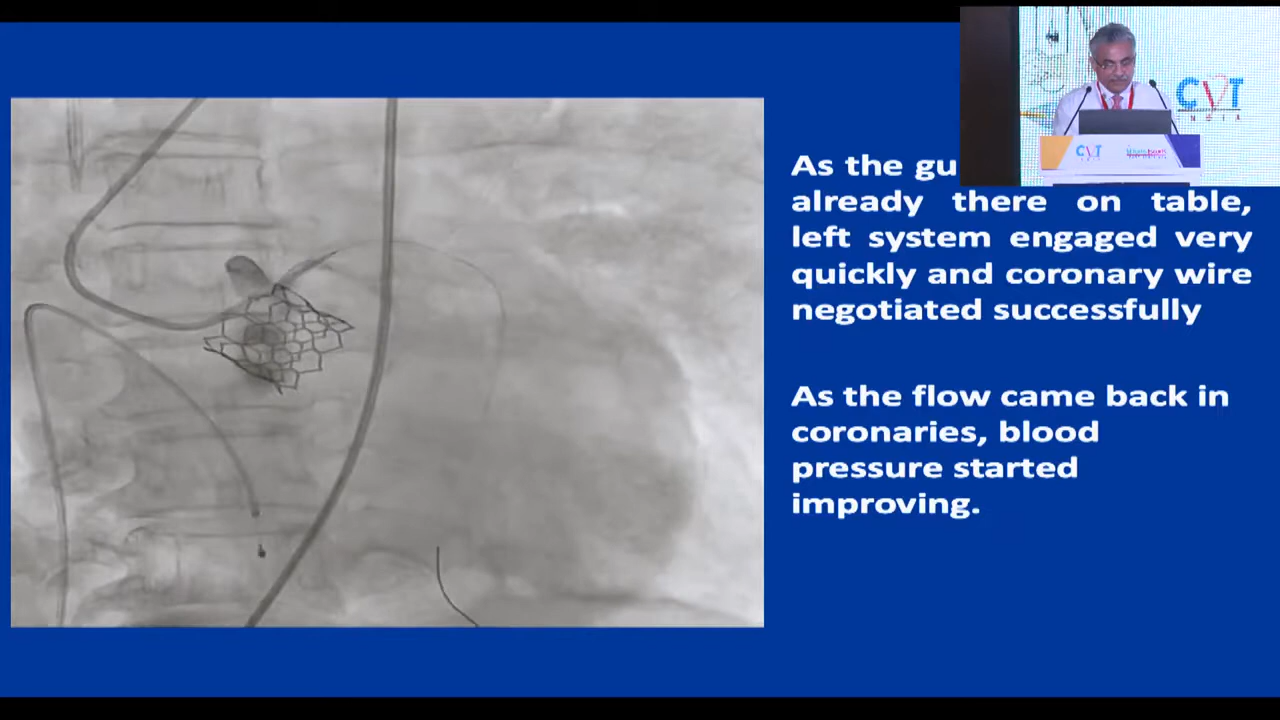 As the gu
already there on table,
left system engaged very
quickly and coronary wire
negotiated successfully
As the flow came back in
coronaries, blood
pressure started
improving.
CVT
INDIA
CVT